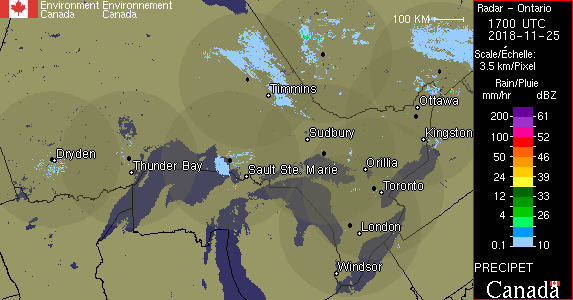 Environment Environnement
Canada Canada
100 KM
Timmins
Ottawa
Sudbury
Kingston
Dryden
Thunder Bay
Sault Ste. Marie
Orillia
Toronto
London
Windsor
Radar - Ontario
1700 UTC
2018-11-25
Scale/Échelle:
3.5 km/Pixel
Rain/Pluie
mm/hr dBZ
200 61
100 52
50 46
24 39
12 33
4 26
0.1 10
PRECIPET
Canada